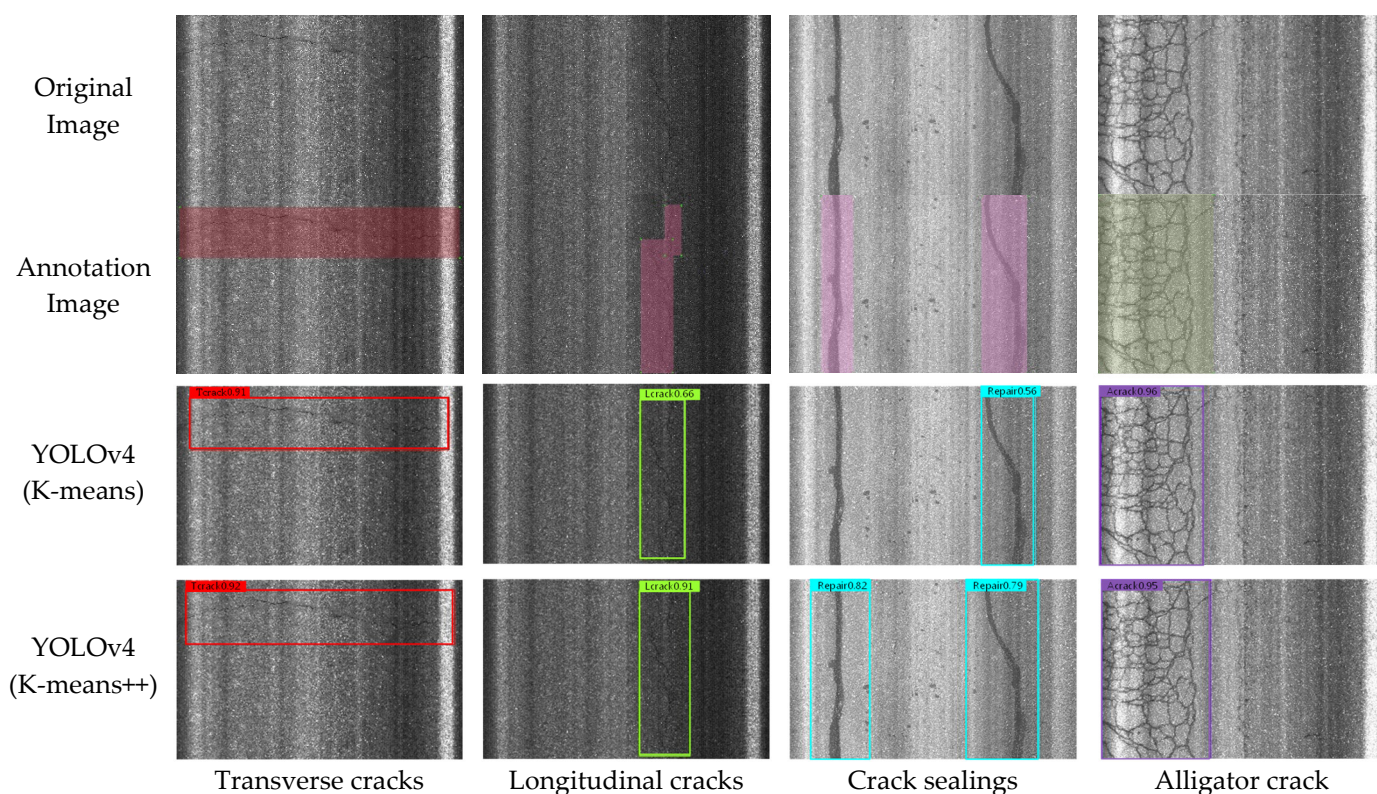 Original
Image
Annotation
Image
Tcrack0.91
Lcrack0.66
Repair0.56
Acrack0.96
YOLOv4
(K-means)
Tcrack0.92
Lcrack0.91
Repair0.82
Repair0.79
Acrack0.95
YOLOv4
(K-means++)
Transverse cracks
Longitudinal cracks
Crack sealings
Alligator crack